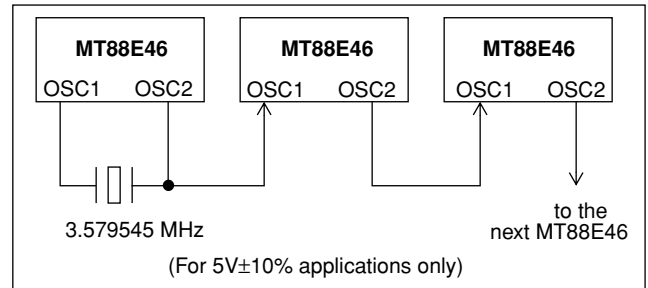 MT88E46 MT88E46 MT88E46
OSC1 OSC2 OSC1 OSC2 OSC1 OSC2
3.579545 MHz
to the
next MT88E46
(For 5V±10% applications only)